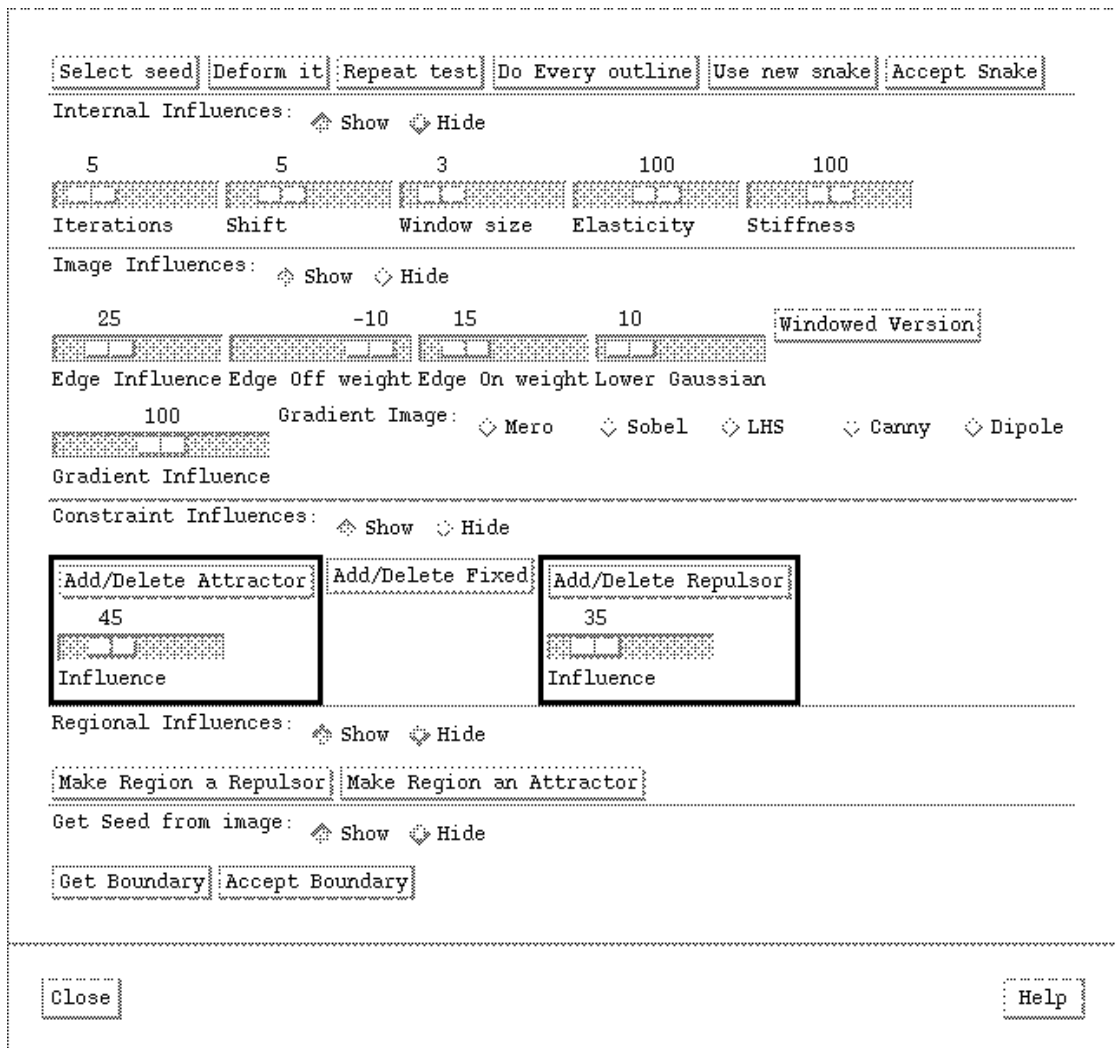 Select seed Deform it Repeat test Do Every outline Use new snake Accept Snake
Internal Influences: Show Hide
5 5 3 100 100
Iterations Shift Window size Elasticity Stiffness
Image Influences: Show Hide
25 -10 15 10 Windowed Version
Edge Influence Edge Off weight Edge On weight Lower Gaussian
100 Gradient Image: Mero Sobel LHS Canny Dipole
Gradient Influence
Constraint Influences: Show Hide
Add/Delete Attractor Add/Delete Fixed Add/Delete Repulsor
45 35
Influence Influence
Regional Influences: Show Hide
Make Region a Repulsor Make Region an Attractor
Get Seed from image: Show Hide
Get Boundary Accept Boundary
Close Help